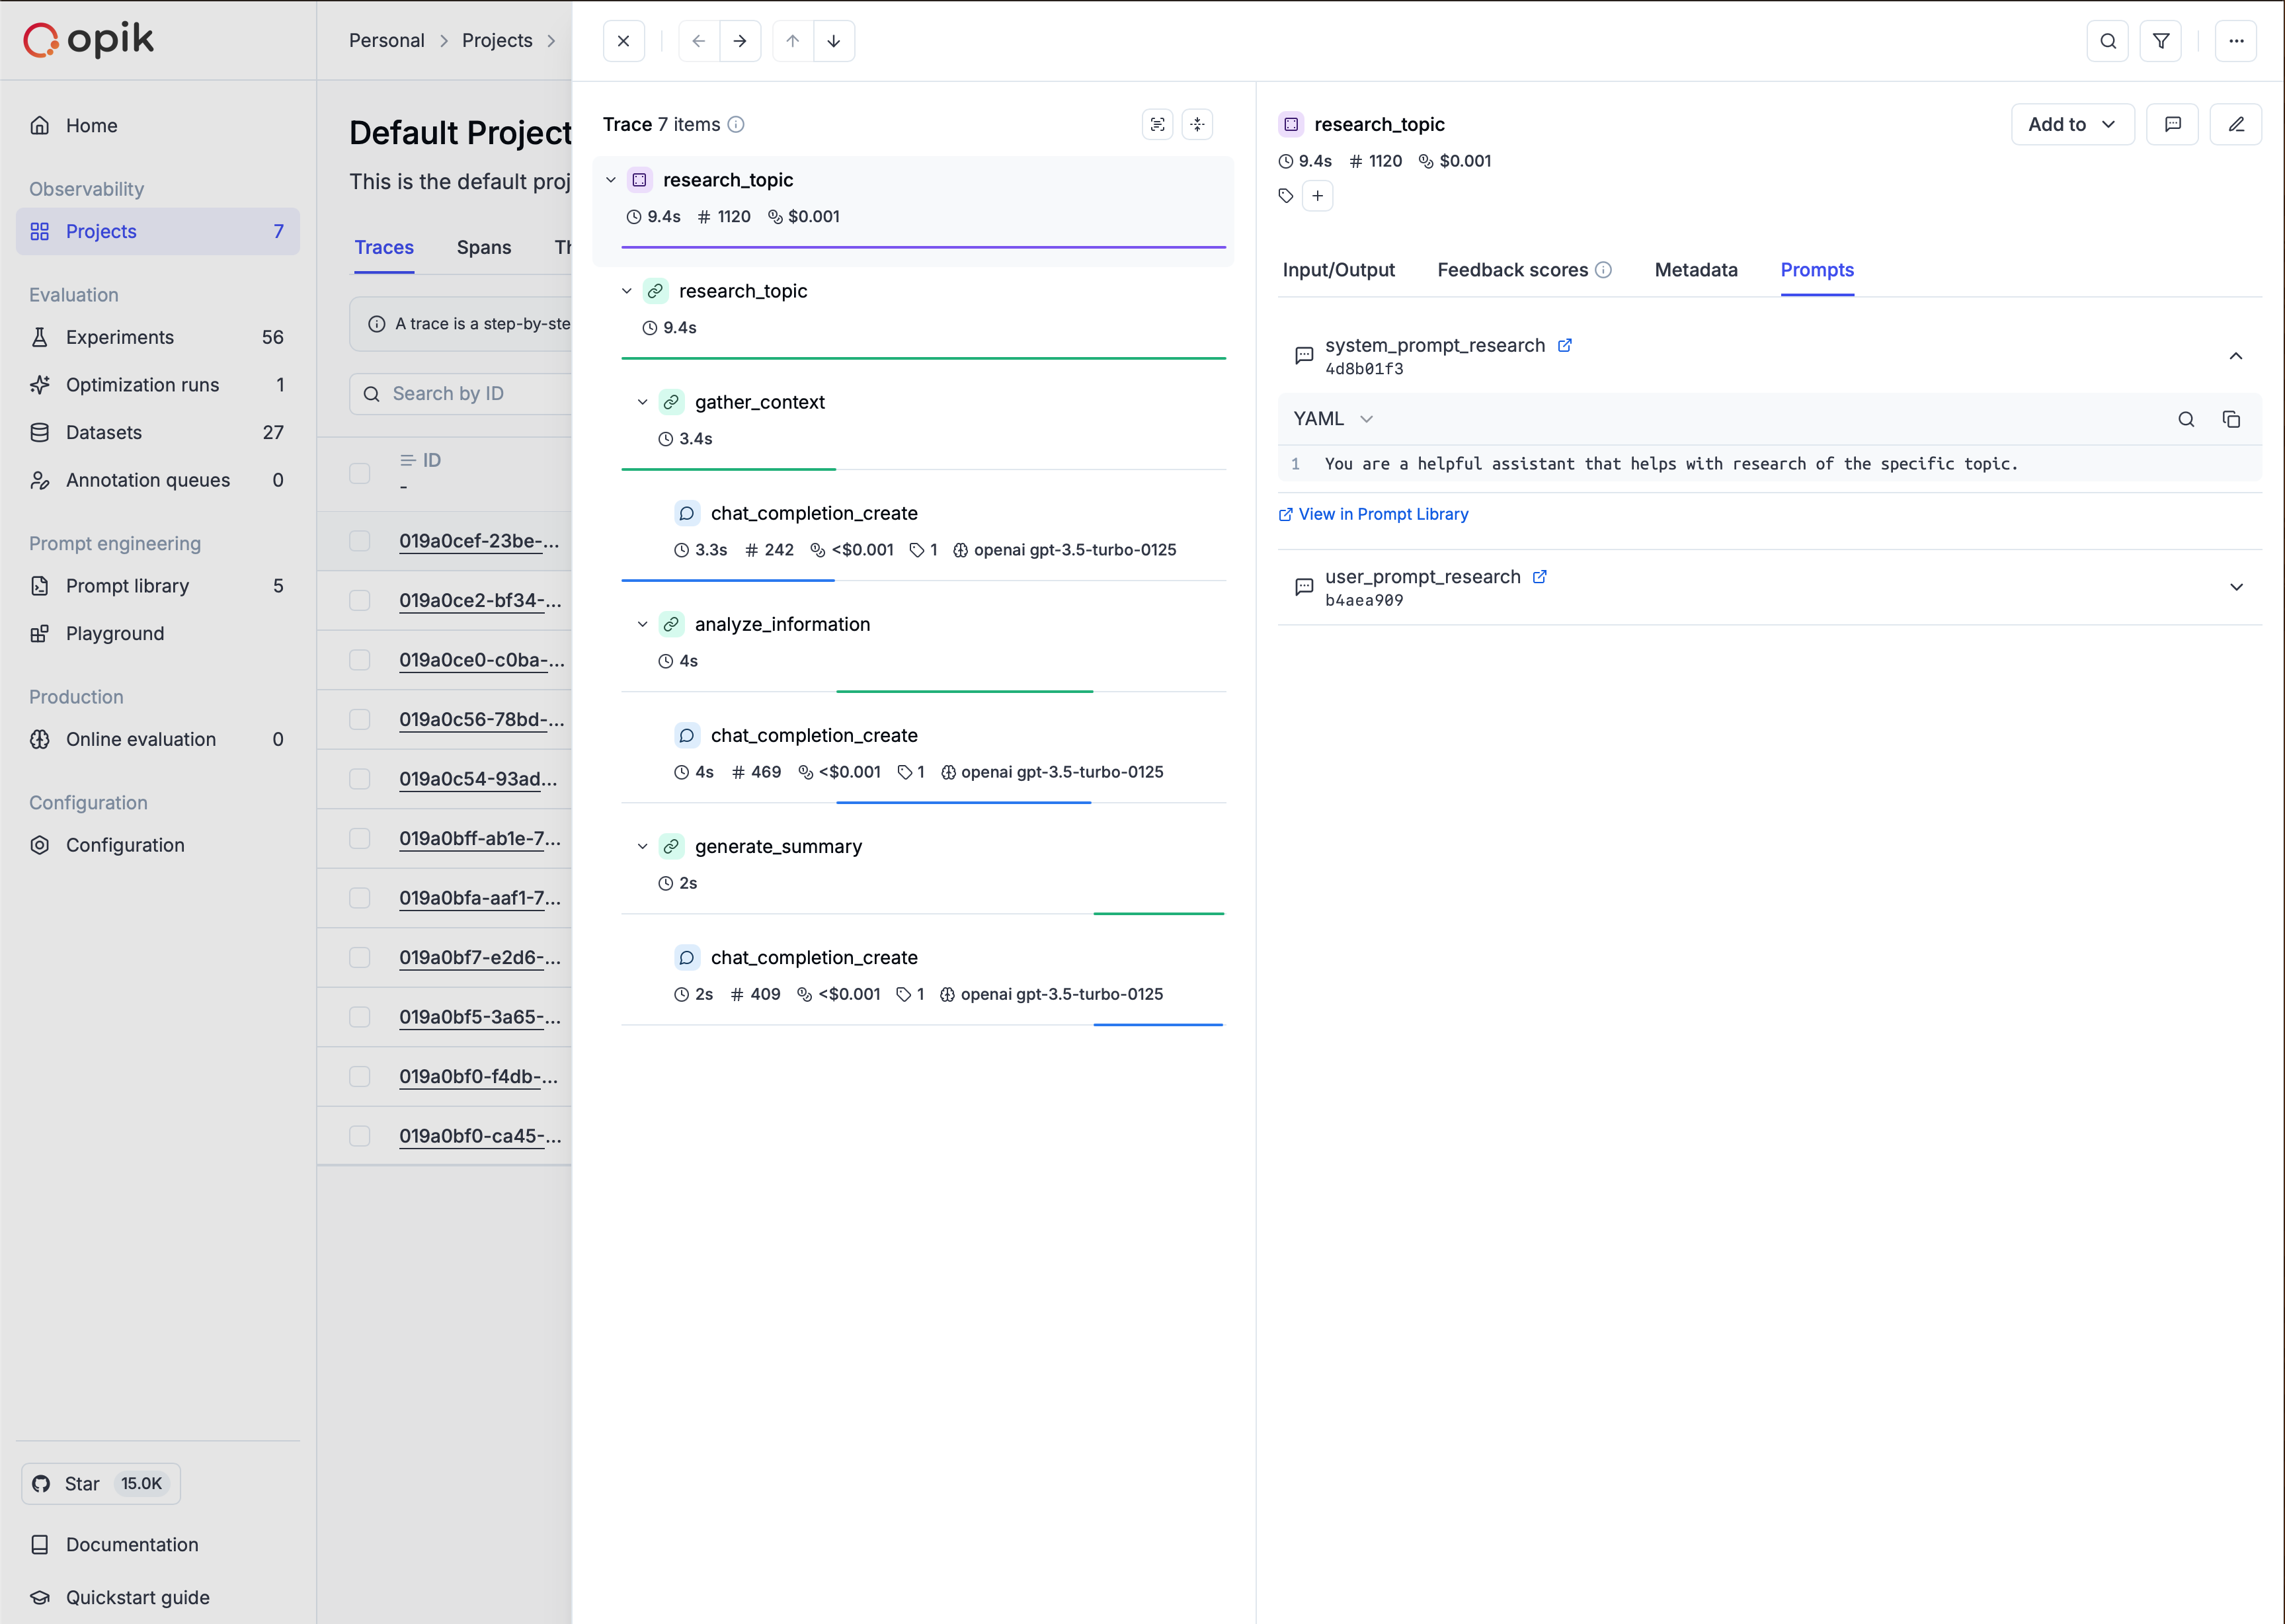 opik
Home
Observability
Projects 7
Evaluation
Experiments 56
Optimization runs 1
Datasets 27
Annotation queues 0
Prompt engineering
Prompt library 5
Playground
Production
Online evaluation 0
Configuration
Configuration
Star 15.0K
Documentation
Quickstart guide
Personal > Projects >
Default Project
This is the default proj
Traces Spans Th
A trace is a step-by-ste
Search by ID
ID
-
019a0cef-23be-...
019a0ce2-bf34-...
019a0ce0-c0ba-...
019a0c56-78bd-...
019a0c54-93ad...
019a0bff-ab1e-7...
019a0bfa-aaf1-7...
019a0bf7-e2d6-...
019a0bf5-3a65-...
019a0bf0-f4db-...
019a0bf0-ca45-...
Trace 7 items
research_topic
9.4s # 1120 $0.001
research_topic
9.4s
gather_context
3.4s
chat_completion_create
3.3s # 242 <$0.001 1 openai gpt-3.5-turbo-0125
analyze_information
4s
chat_completion_create
4s # 469 <$0.001 1 openai gpt-3.5-turbo-0125
generate_summary
2s
chat_completion_create
2s # 409 <$0.001 1 openai gpt-3.5-turbo-0125
research_topic
Add to
9.4s # 1120 $0.001
Input/Output Feedback scores Metadata Prompts
system_prompt_research
4d8b01f3
YAML
1 You are a helpful assistant that helps with research of the specific topic.
View in Prompt Library
user_prompt_research
b4aea909